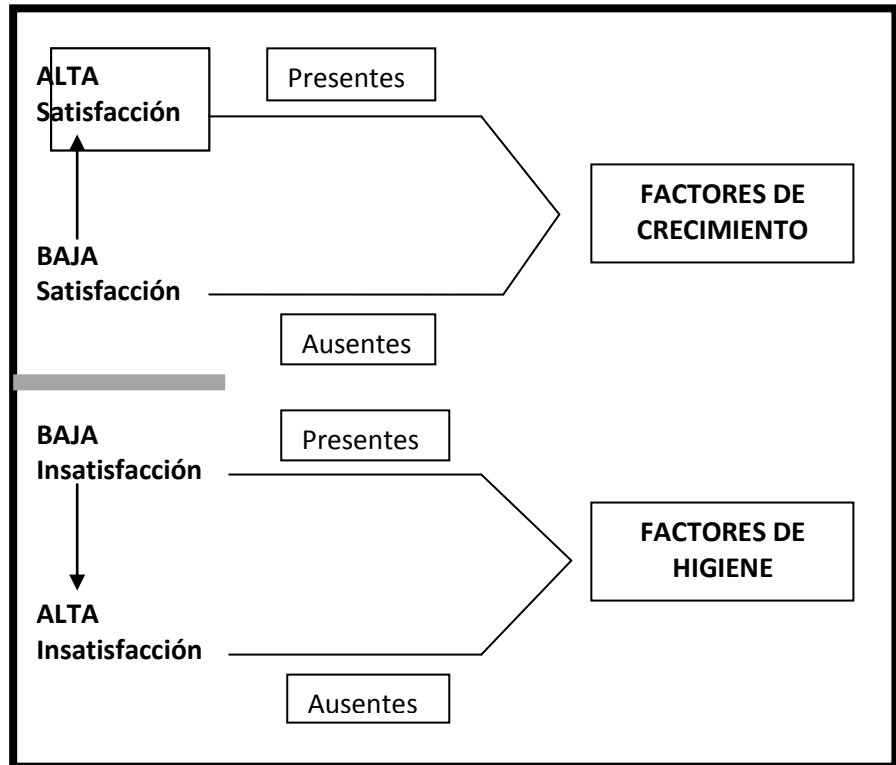 ALTA
Satisfacción
Presentes
FACTORES DE
CRECIMIENTO
BAJA
Satisfacción
Ausentes
BAJA
Insatisfacción
Presentes
FACTORES DE
HIGIENE
ALTA
Insatisfacción
Ausentes